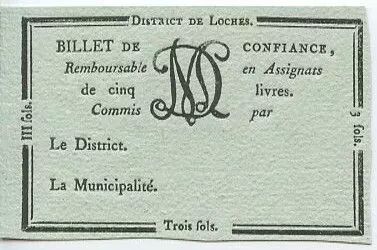 District de Loches.
BILLET DE CONFIANCE,
Remboursable en Assignats
de cinq livres.
Commis par
Le District.
La Municipalité.
III ſols.
3 ſols.
Trois ſols.